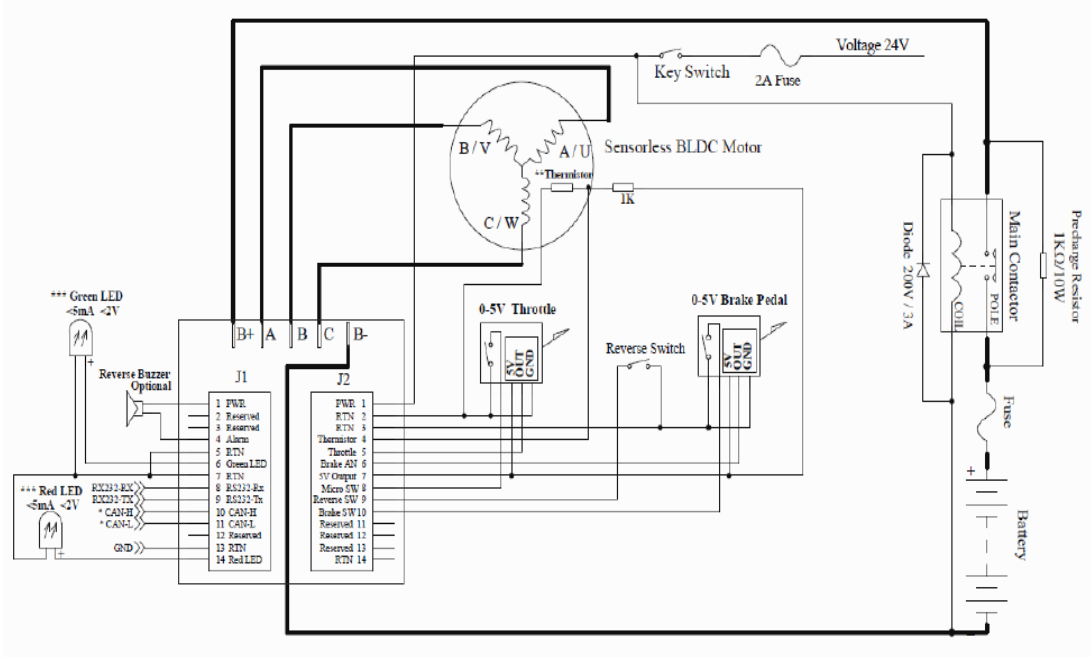 Voltage 24V
Key Switch
2A Fuse
B / V
A / U
Sensorless BLDC Motor
**Thermistor
1K
C / W
Diode 200V / 3A
COIL
POLE
Main Contactor
Precharge Resistor
1KΩ/10W
*** Green LED
<5mA <2V
+
0-5V Throttle
5V
OUT
GND
0-5V Brake Pedal
5V
OUT
GND
Reverse Switch
B+
A
B
C
B-
Reverse Buzzer
Optional
J1
1 PWR
2 Reserved
3 Reserved
4 Alarm
5 RTN
6 Green LED
7 RTN
8 RS232-Rx
9 RS232-Tx
10 CAN-H
11 CAN-L
12 Reserved
13 RTN
14 Red LED
J2
PWR 1
RTN 2
RTN 3
Thermistor 4
Throttle 5
Brake AN 6
5V Output 7
Micro SW 8
Reverse SW 9
Brake SW 10
Reserved 11
Reserved 12
Reserved 13
RTN 14
*** Red LED
<5mA <2V
+
RX232-RX
RX232-TX
* CAN-H
* CAN-L
GND
Fuse
+
Battery